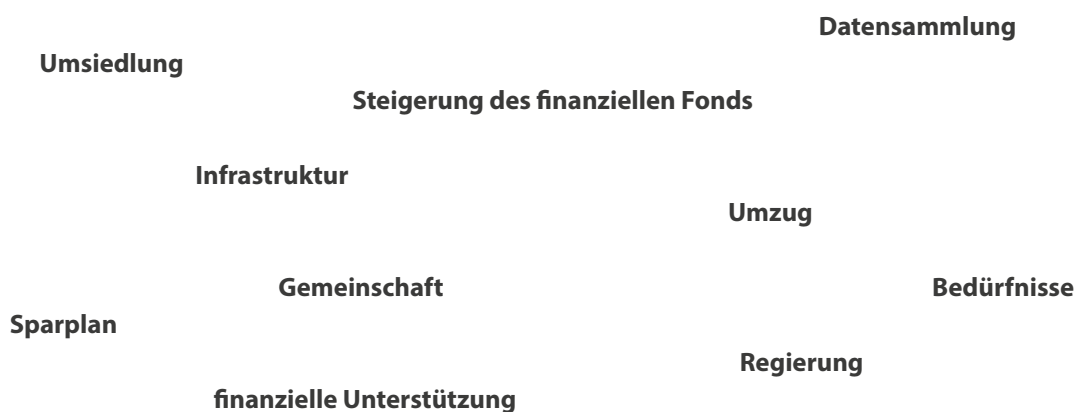 Datensammlung
Umsiedlung
Steigerung des finanziellen Fonds
Infrastruktur
Umzug
Gemeinschaft Bedürfnisse
Sparplan
Regierung
finanzielle Unterstützung